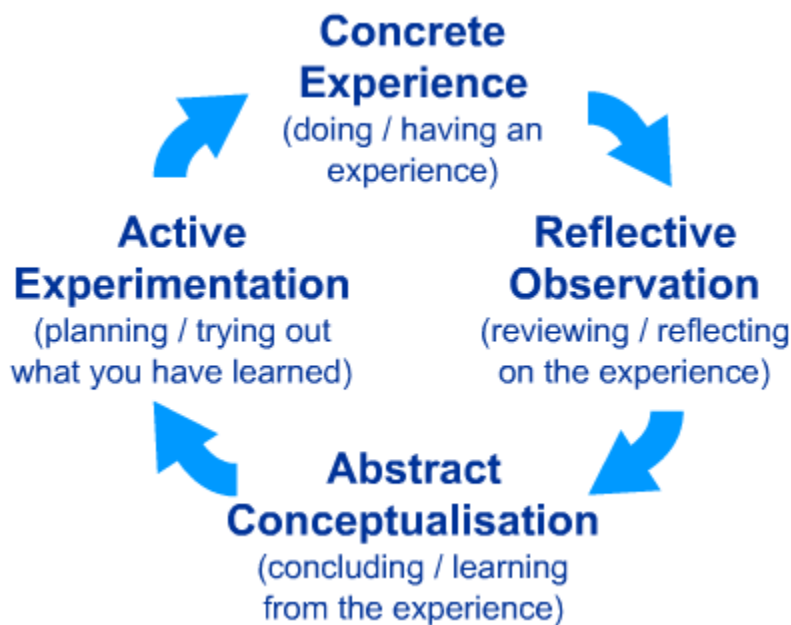 Concrete
Experience
(doing / having an
experience)
Reflective
Observation
(reviewing / reflecting
on the experience)
Abstract
Conceptualisation
(concluding / learning
from the experience)
Active
Experimentation
(planning / trying out
what you have learned)